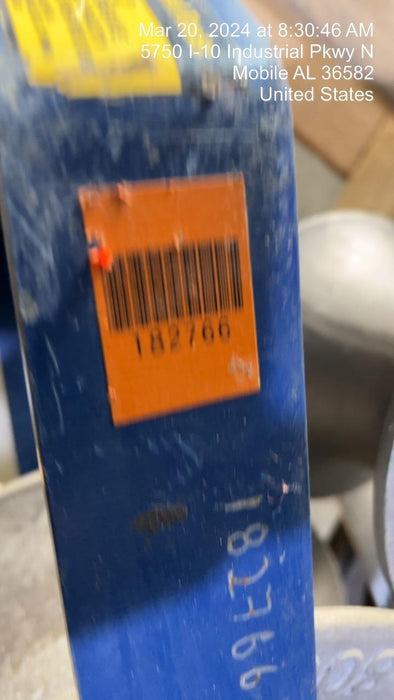 Mar 20, 2024 at 8:30:46 AM
5750 I-10 Industrial Pkwy N
Mobile AL 36582
United States
182766
182766